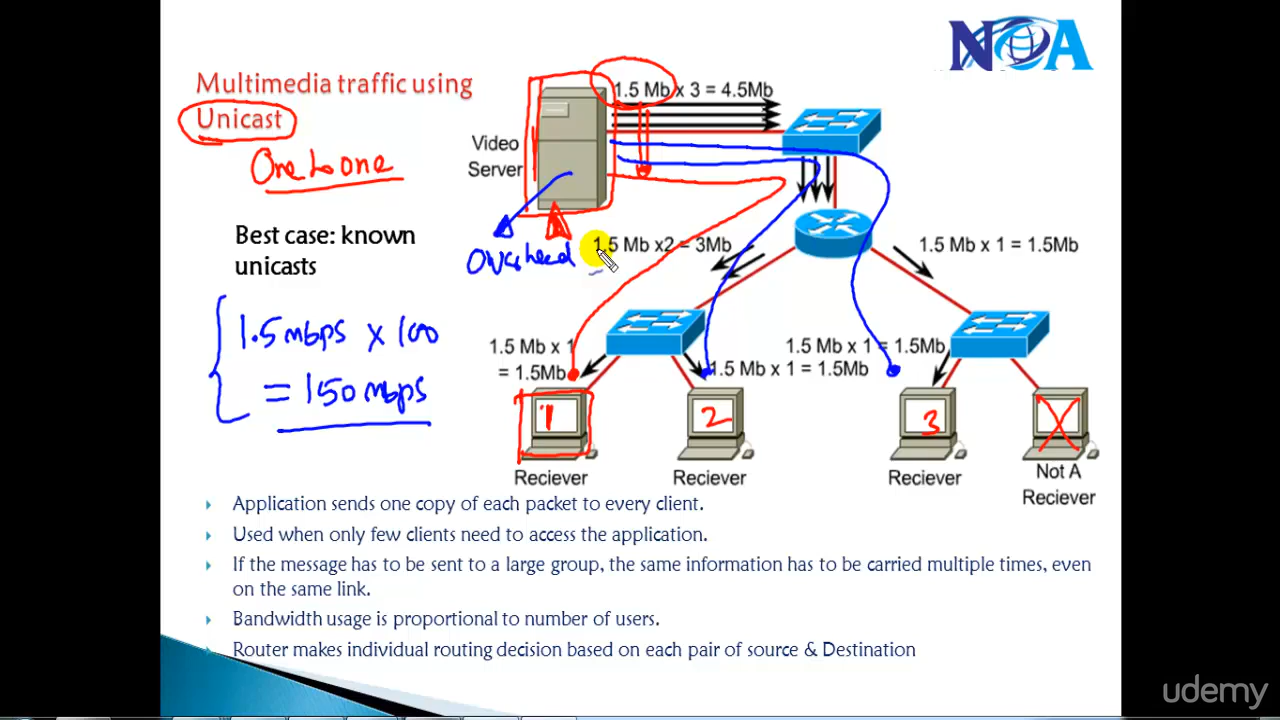 NOA
Multimedia traffic using
Unicast
One to one
1.5 Mb x 3 = 4.5Mb
Video
Server
Best case: known
unicasts
Overhead
1.5 Mb x2 = 3Mb
1.5 Mb x 1 = 1.5Mb
1.5 mbps x 100
= 150 mbps
1.5 Mb x 1
= 1.5Mb
1.5 Mb x 1 = 1.5Mb
1.5 Mb x 1 = 1.5Mb
1
2
3
X
Reciever
Reciever
Reciever
Not A
Reciever
Application sends one copy of each packet to every client.
Used when only few clients need to access the application.
If the message has to be sent to a large group, the same information has to be carried multiple times, even
on the same link.
Bandwidth usage is proportional to number of users.
Router makes individual routing decision based on each pair of source & Destination
udemy